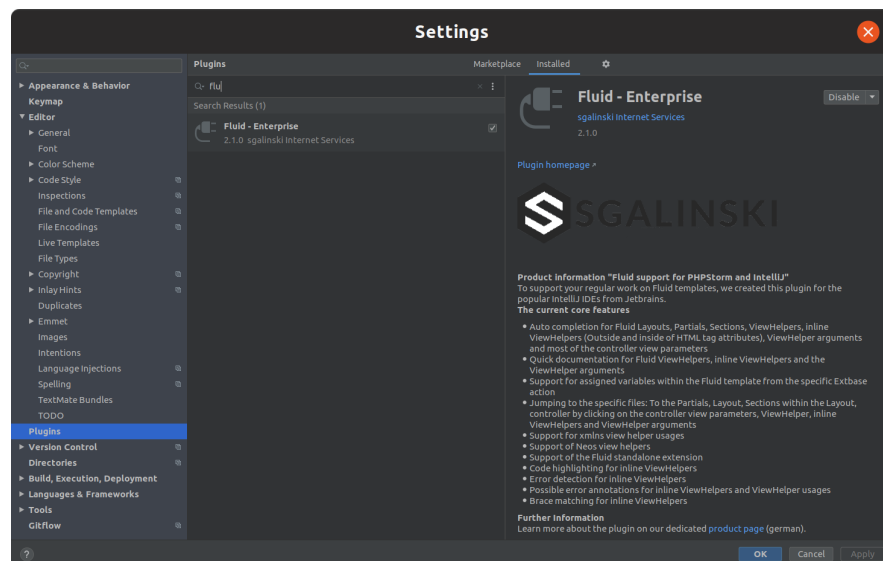 Settings
Appearance & Behavior
Keymap
Editor
General
Font
Color Scheme
Code Style
Inspections
File and Code Templates
File Encodings
Live Templates
File Types
Copyright
Inlay Hints
Duplicates
Emmet
Images
Intentions
Language Injections
Spelling
TextMate Bundles
TODO
Plugins
Version Control
Directories
Build, Execution, Deployment
Languages & Frameworks
Tools
Gitflow
?
Plugins
Marketplace
Installed
flu
Search Results (1)
Fluid - Enterprise
2.1.0 sgalinski Internet Services
Fluid - Enterprise
Disable
sgalinski Internet Services
2.1.0
Plugin homepage ↗
SGALINSKI
Product information "Fluid support for PHPStorm and IntelliJ"
To support your regular work on Fluid templates, we created this plugin for the
popular IntelliJ IDEs from Jetbrains.
The current core features
• Auto completion for Fluid Layouts, Partials, Sections, ViewHelpers, inline
ViewHelpers (Outside and inside of HTML tag attributes), ViewHelper arguments
and most of the controller view parameters
• Quick documentation for Fluid ViewHelpers, inline ViewHelpers and the
ViewHelper arguments
• Support for assigned variables within the Fluid template from the specific Extbase
action
• Jumping to the specific files: To the Partials, Layout, Sections within the Layout,
controller by clicking on the controller view parameters, ViewHelper, inline
ViewHelpers and ViewHelper arguments
• Support for xmlns view helper usages
• Support of Neos view helpers
• Support of the Fluid standalone extension
• Code highlighting for inline ViewHelpers
• Error detection for inline ViewHelpers
• Possible error annotations for inline ViewHelpers and ViewHelper usages
• Brace matching for inline ViewHelpers
Further Information
Learn more about the plugin on our dedicated product page (german).
OK
Cancel
Apply